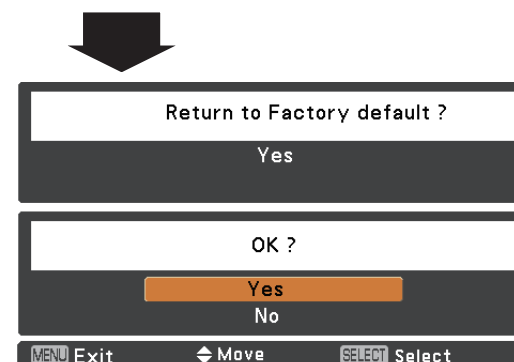 Return to Factory default ?
Yes
OK ?
Yes
No
MENU Exit Move SELECT Select